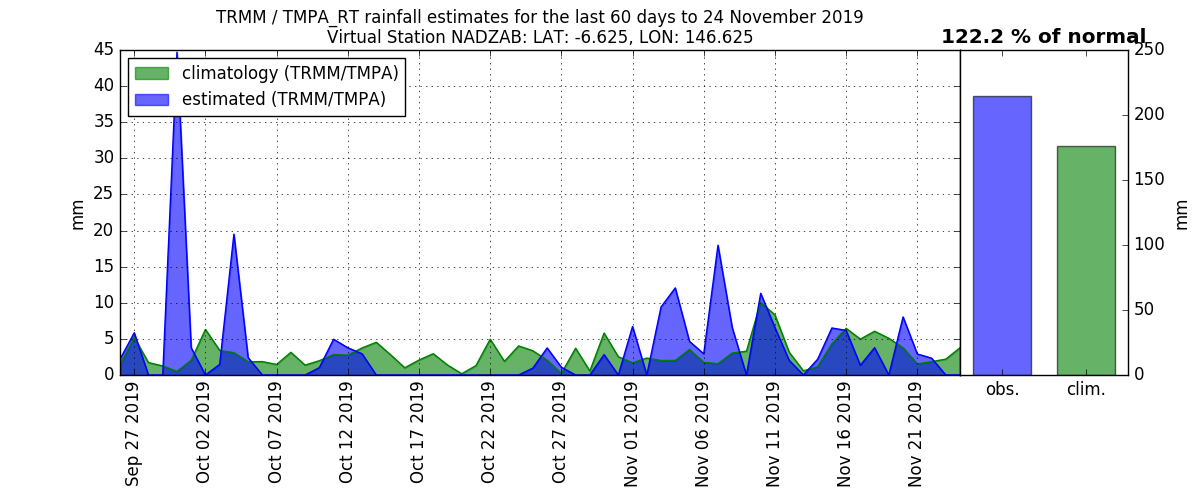 TRMM / TMPA_RT rainfall estimates for the last 60 days to 24 November 2019
Virtual Station NADZAB: LAT: -6.625, LON: 146.625
122.2 % of normal
climatology (TRMM/TMPA)
estimated (TRMM/TMPA)
45
40
35
30
25
20
15
10
5
0
mm
250
200
150
100
50
0
mm
obs.
clim.
Sep 27 2019
Oct 02 2019
Oct 07 2019
Oct 12 2019
Oct 17 2019
Oct 22 2019
Oct 27 2019
Nov 01 2019
Nov 06 2019
Nov 11 2019
Nov 16 2019
Nov 21 2019